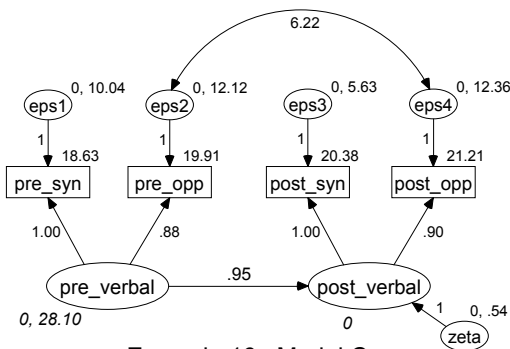 6.22
0, 10.04 0, 12.12 0, 5.63 0, 12.36
eps1 eps2 eps3 eps4
1 1 1 1
18.63 19.91 20.38 21.21
pre_syn pre_opp post_syn post_opp
1.00 .88 1.00 .90
.95
pre_verbal post_verbal
0, 28.10 0 1 0, .54
zeta